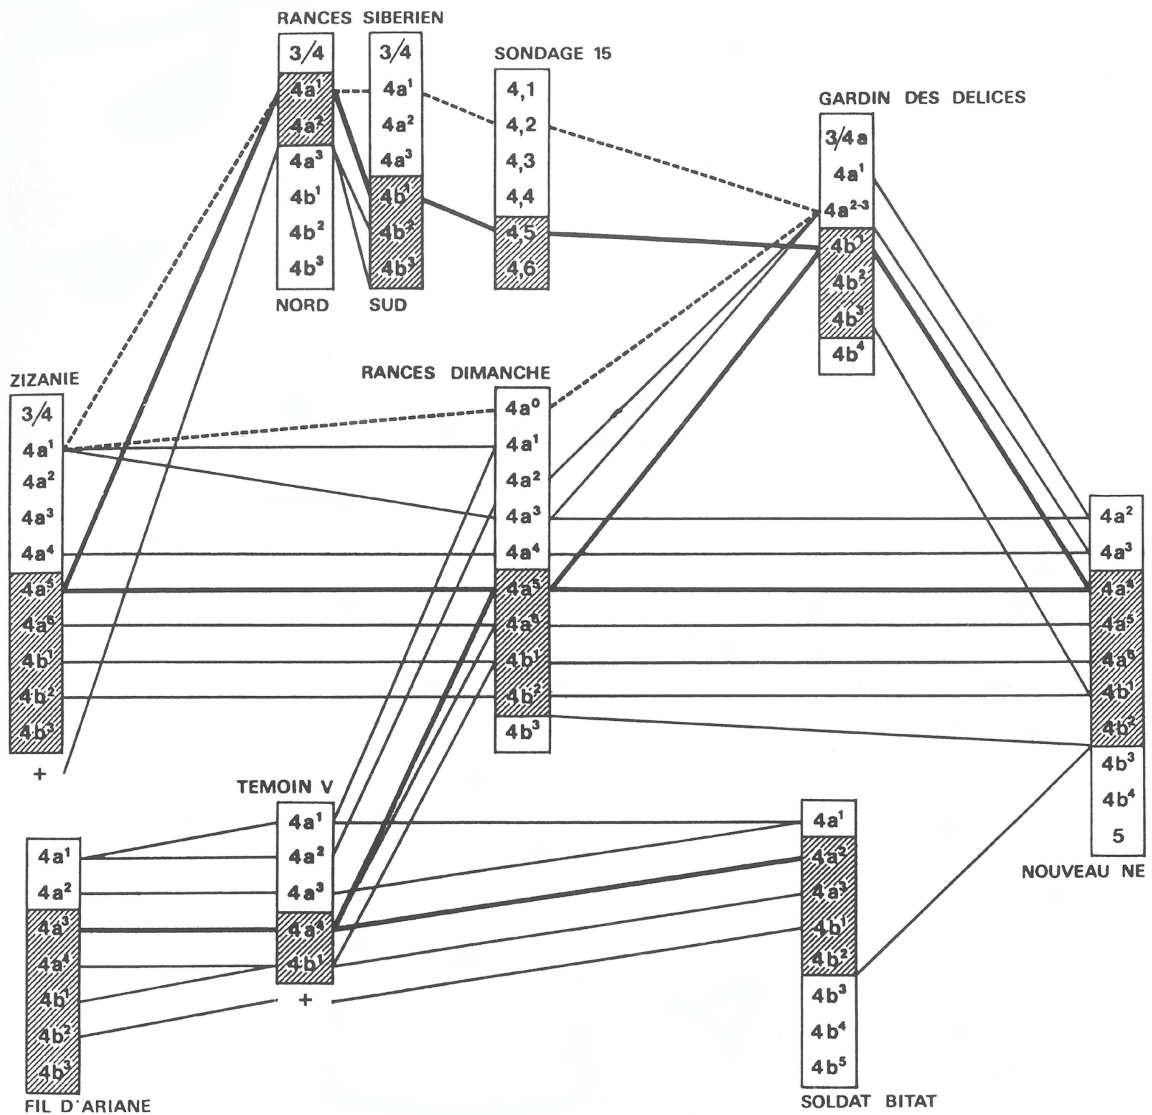 RANCES SIBERIEN
3/4
4a¹
4a²
4a³
4b¹
4b²
4b³
NORD
3/4
4a¹
4a²
4a³
4b¹
4b²
4b³
SUD
SONDAGE 15
4,1
4,2
4,3
4,4
4,5
4,6
GARDIN DES DELICES
3/4a
4a¹
4a²⁻³
4b¹
4b²
4b³
4b⁴
ZIZANIE
3/4
4a¹
4a²
4a³
4a⁴
4a⁵
4a⁶
4b¹
4b²
4b³
+
RANCES DIMANCHE
4a⁰
4a¹
4a²
4a³
4a⁴
4a⁵
4a⁶
4b¹
4b²
4b³
4a²
4a³
4a⁴
4a⁵
4a⁶
4b¹
4b²
4b³
4b⁴
5
NOUVEAU NE
TEMOIN V
4a¹
4a²
4a³
4a⁴
4b¹
+
4a¹
4a²
4a³
4a⁴
4b¹
4b²
4b³
FIL D'ARIANE
4a¹
4a²
4a³
4b¹
4b²
4b³
4b⁴
4b⁵
SOLDAT BITAT